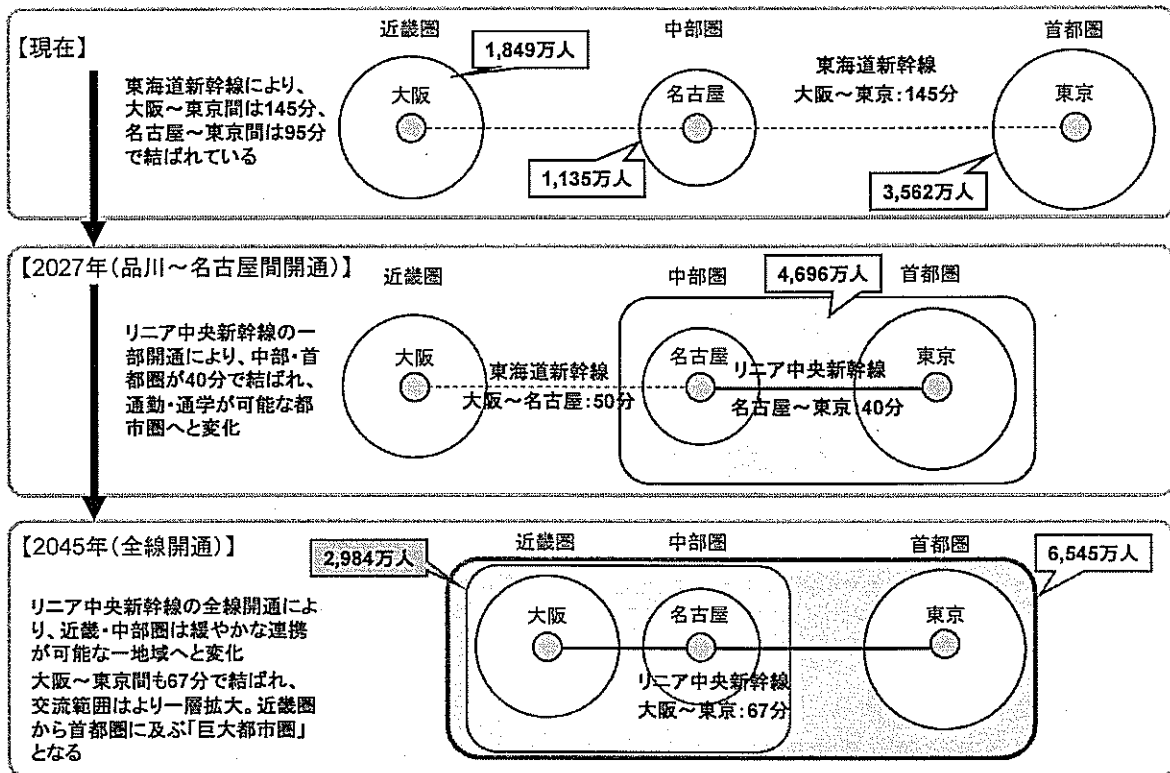 【現在】
東海道新幹線により、
大阪～東京間は145分、
名古屋～東京間は95分
で結ばれている
近畿圏
1,849万人
大阪
中部圏
名古屋
1,135万人
東海道新幹線
大阪～東京:145分
首都圏
東京
3,562万人
【2027年(品川～名古屋間開通)】
リニア中央新幹線の一
部開通により、中部・首
都圏が40分で結ばれ、
通勤・通学が可能な都
市圏へと変化
近畿圏
大阪
東海道新幹線
大阪～名古屋:50分
中部圏
4,696万人
首都圏
名古屋
東京
リニア中央新幹線
名古屋～東京:40分
【2045年(全線開通)】
リニア中央新幹線の全線開通によ
り、近畿・中部圏は緩やかな連携
が可能な一地域へと変化
大阪～東京間も67分で結ばれ、
交流範囲はより一層拡大。近畿圏
から首都圏に及ぶ「巨大都市圏」
となる
2,984万人
近畿圏
中部圏
首都圏
6,545万人
大阪
名古屋
東京
リニア中央新幹線
大阪～東京:67分